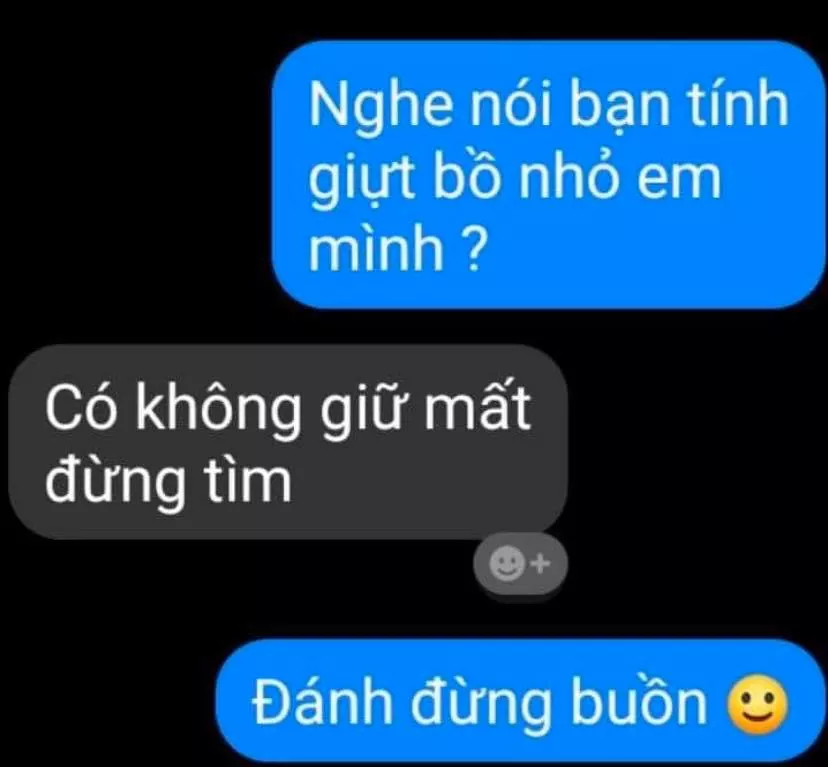 Nghe nói bạn tính
giựt bồ nhỏ em
mình ?
Có không giữ mất
đừng tìm
Đánh đừng buồn 🙂